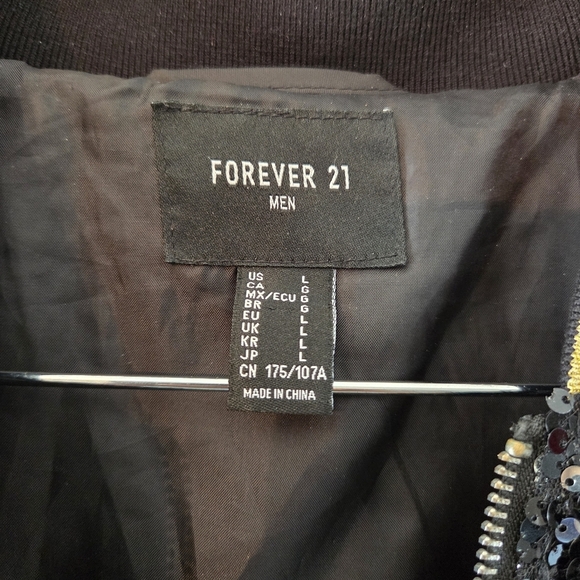 FOREVER 21
MEN
US L
CA G
MX/ECU G
BR G
EU L
UK L
KR L
JP L
CN 175/107A
MADE IN CHINA